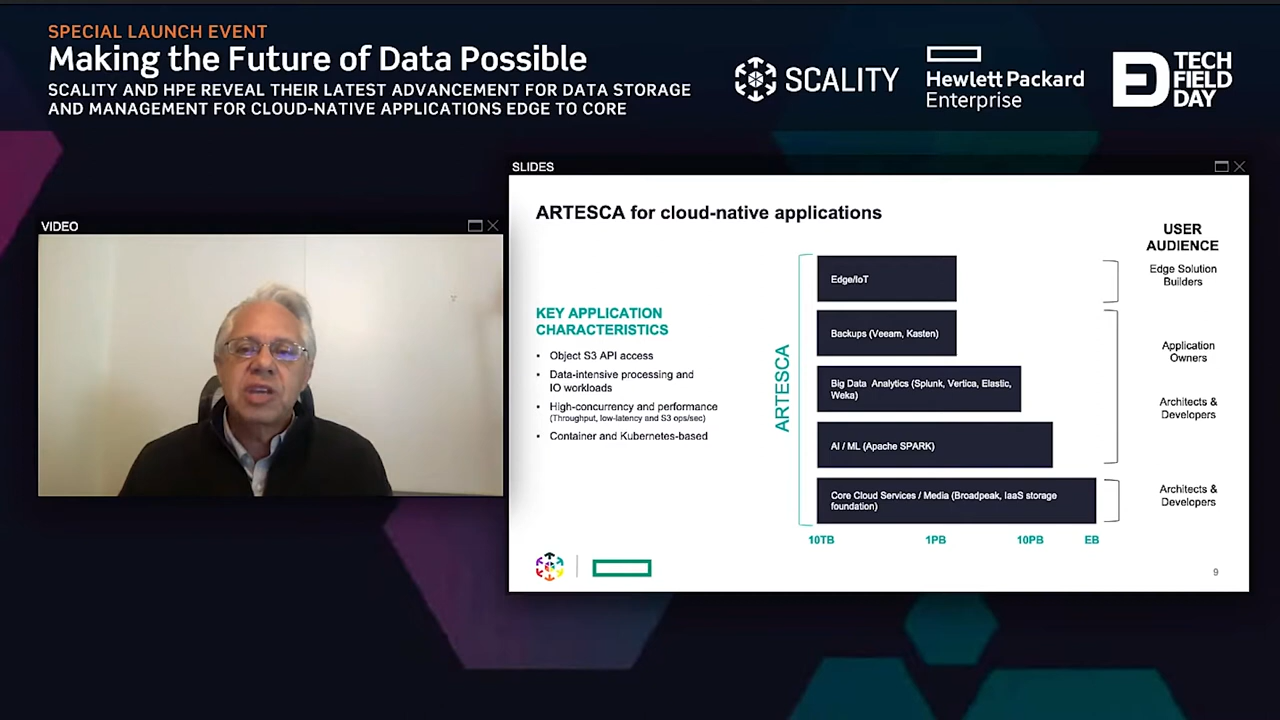 SPECIAL LAUNCH EVENT
Making the Future of Data Possible
SCALITY AND HPE REVEAL THEIR LATEST ADVANCEMENT FOR DATA STORAGE
AND MANAGEMENT FOR CLOUD-NATIVE APPLICATIONS EDGE TO CORE
SCALITY
Hewlett Packard
Enterprise
TECH
FIELD
DAY
VIDEO
SLIDES
ARTESCA for cloud-native applications
KEY APPLICATION
CHARACTERISTICS
• Object S3 API access
• Data-intensive processing and
IO workloads
• High-concurrency and performance
(Throughput, low-latency and S3 ops/sec)
• Container and Kubernetes-based
ARTESCA
Edge/IoT
Backups (Veeam, Kasten)
Big Data Analytics (Splunk, Vertica, Elastic,
Weka)
AI / ML (Apache SPARK)
Core Cloud Services / Media (Broadpeak, IaaS storage
foundation)
10TB
1PB
10PB
EB
USER
AUDIENCE
Edge Solution
Builders
Application
Owners
Architects &
Developers
Architects &
Developers
9